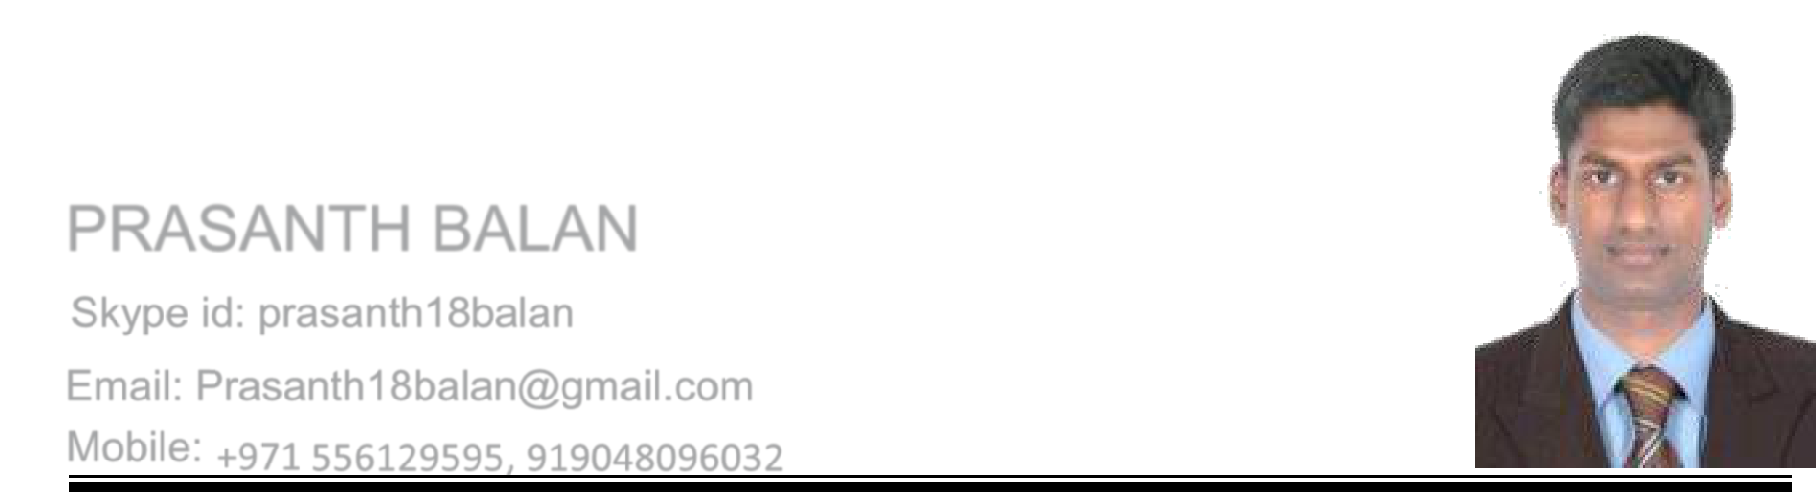 PRASANTH BALAN
Skype id: prasanth18balan
Email: Prasanth18balan@gmail.com
Mobile: +971 556129595, 919048096032